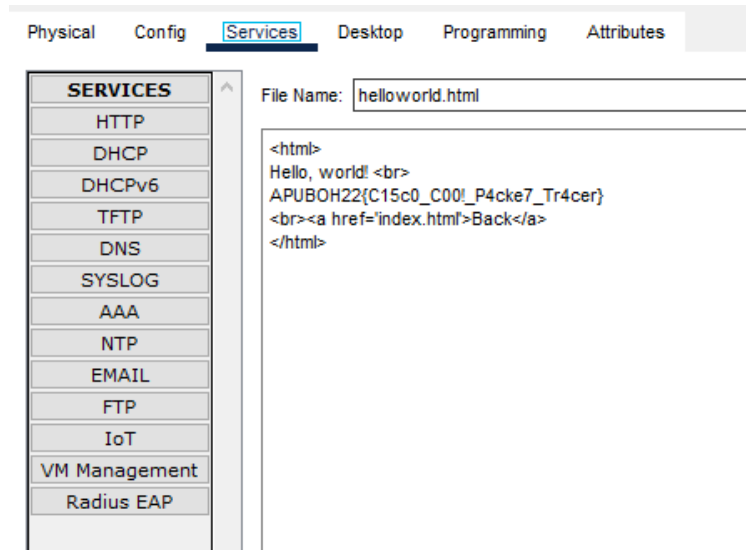 Physical Config Services Desktop Programming Attributes
SERVICES
HTTP
DHCP
DHCPv6
TFTP
DNS
SYSLOG
AAA
NTP
EMAIL
FTP
IoT
VM Management
Radius EAP
File Name: helloworld.html
<html>
Hello, world! <br>
APUBOH22{C15c0_C00!_P4cke7_Tr4cer}
<br><a href='index.html'>Back</a>
</html>